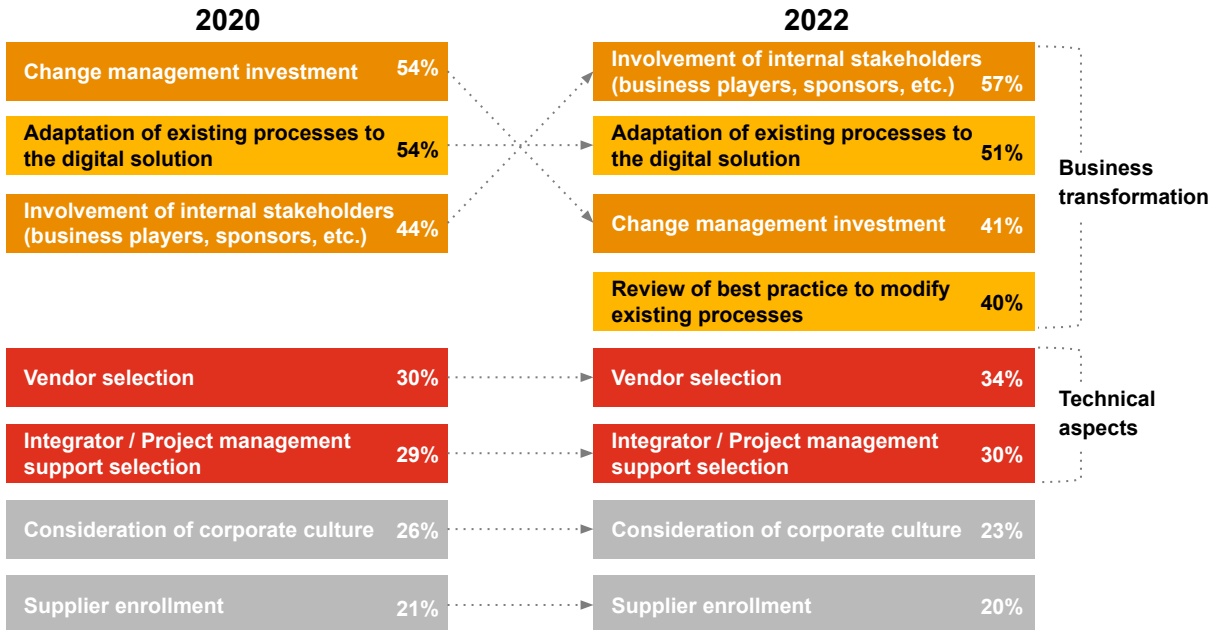 2020
Change management investment 54%
Adaptation of existing processes to
the digital solution 54%
Involvement of internal stakeholders
(business players, sponsors, etc.) 44%
Vendor selection 30%
Integrator / Project management
support selection 29%
Consideration of corporate culture 26%
Supplier enrollment 21%
2022
Involvement of internal stakeholders
(business players, sponsors, etc.) 57%
Adaptation of existing processes to
the digital solution 51%
Change management investment 41%
Review of best practice to modify
existing processes 40%
Vendor selection 34%
Integrator / Project management
support selection 30%
Consideration of corporate culture 23%
Supplier enrollment 20%
Business
transformation
Technical
aspects